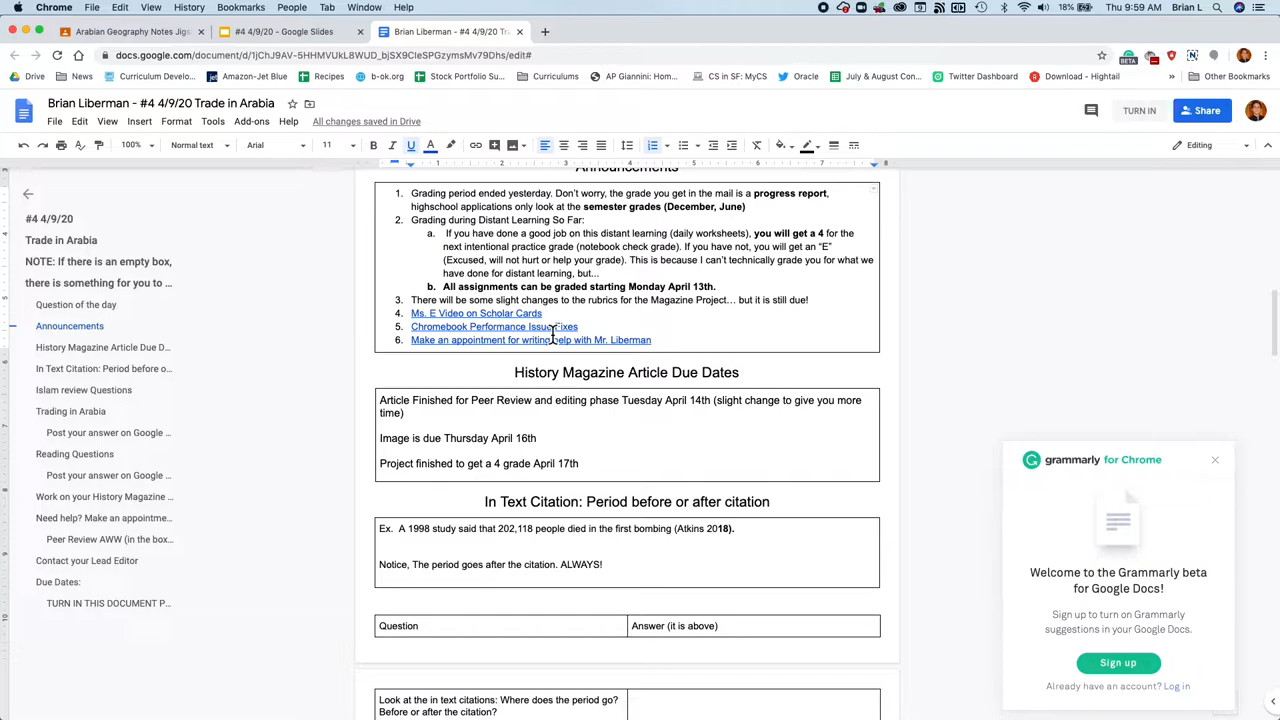 Chrome File Edit View History Bookmarks People Tab Window Help 18% Thu 9:59 AM Brian Liberman
Arabian Geography Notes Jigs #4 4/9/20 - Google Slides Brian Liberman - #4 4/9/20 Tr
docs.google.com/document/d/1jChJ9AV-5HHMVUkL8WUD_bjSX9CIeSPGzymsMv79Dhs/edit#
Drive News Curriculum Devel... Amazon-Jet Blue Recipes b-ok.org Stock Portfolio Su... Curriculums AP Giannini: Hom... CS in SF: MyCS Oracle July & August Con... Twitter Dashboard Download - Hightail » Other Bookmarks
BETA
Brian Liberman - #4 4/9/20 Trade in Arabia
TURN IN Share
File Edit View Insert Format Tools Add-ons Help All changes saved in Drive
100% Normal text Arial 11 B I U A Editing
1 2 3 4 5 6 7 8
#4 4/9/20
Trade in Arabia
NOTE: If there is an empty box,
there is something for you to ...
Question of the day
Announcements
History Magazine Article Due D...
In Text Citation: Period before o...
Islam review Questions
Trading in Arabia
Post your answer on Google ...
Reading Questions
Post your answer on Google ...
Work on your History Magazine ...
Need help? Make an appointme...
Peer Review AWW (in the box...
Contact your Lead Editor
Due Dates:
TURN IN THIS DOCUMENT P...
Announcements
1. Grading period ended yesterday. Don't worry, the grade you get in the mail is a progress report,
highschool applications only look at the semester grades (December, June)
2. Grading during Distant Learning So Far:
a. If you have done a good job on this distant learning (daily worksheets), you will get a 4 for the
next intentional practice grade (notebook check grade). If you have not, you will get an "E"
(Excused, will not hurt or help your grade). This is because I can't technically grade you for what we
have done for distant learning, but...
b. All assignments can be graded starting Monday April 13th.
3. There will be some slight changes to the rubrics for the Magazine Project... but it is still due!
4. Ms. E Video on Scholar Cards
5. Chromebook Performance Issue Fixes
6. Make an appointment for writing help with Mr. Liberman
History Magazine Article Due Dates
Article Finished for Peer Review and editing phase Tuesday April 14th (slight change to give you more
time)
Image is due Thursday April 16th
Project finished to get a 4 grade April 17th
In Text Citation: Period before or after citation
Ex. A 1998 study said that 202,118 people died in the first bombing (Atkins 2018).
Notice, The period goes after the citation. ALWAYS!
Question Answer (it is above)
Look at the in text citations: Where does the period go?
Before or after the citation?
grammarly for Chrome
Welcome to the Grammarly beta
for Google Docs!
Sign up to turn on Grammarly
suggestions in your Google Docs.
Sign up
Already have an account? Log in